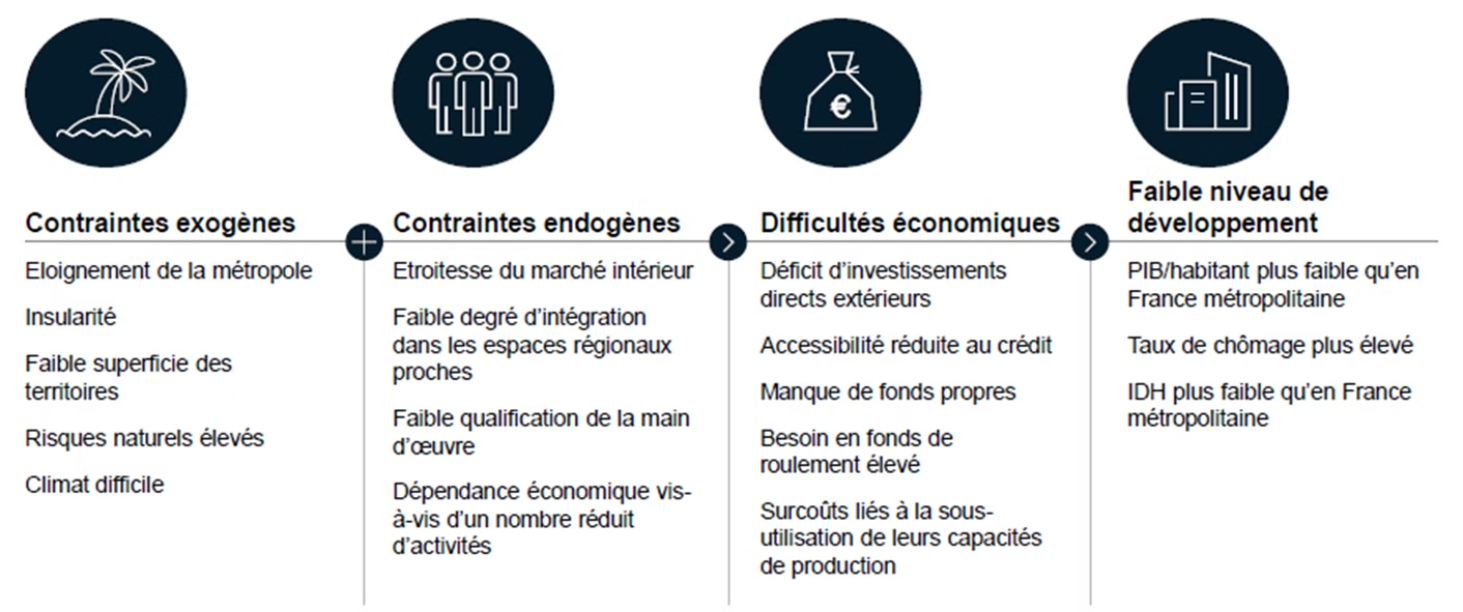 €
Contraintes exogènes
Eloignement de la métropole
Insularité
Faible superficie des
territoires
Risques naturels élevés
Climat difficile
Contraintes endogènes
Etroitesse du marché intérieur
Faible degré d'intégration
dans les espaces régionaux
proches
Faible qualification de la main
d'œuvre
Dépendance économique vis-
à-vis d'un nombre réduit
d'activités
Difficultés économiques
Déficit d'investissements
directs extérieurs
Accessibilité réduite au crédit
Manque de fonds propres
Besoin en fonds de
roulement élevé
Surcoûts liés à la sous-
utilisation de leurs capacités
de production
Faible niveau de
développement
PIB/habitant plus faible qu'en
France métropolitaine
Taux de chômage plus élevé
IDH plus faible qu'en France
métropolitaine